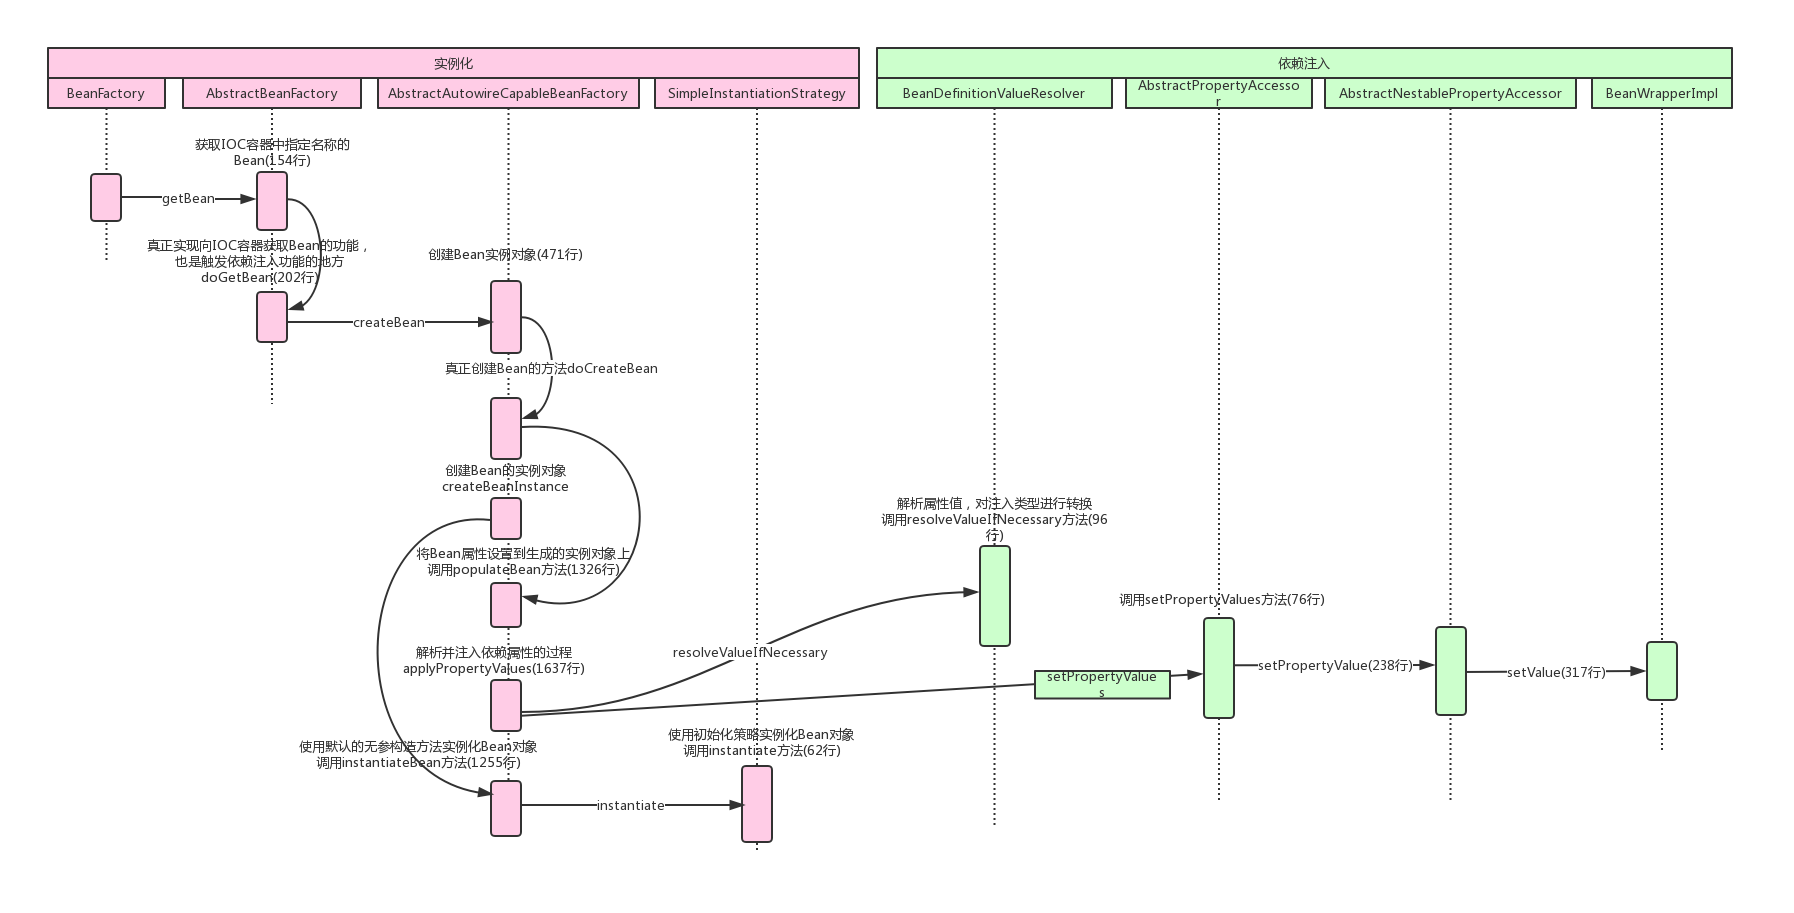 实例化
依赖注入
BeanFactory
AbstractBeanFactory
AbstractAutowireCapableBeanFactory
SimpleInstantiationStrategy
BeanDefinitionValueResolver
AbstractPropertyAccesso
r
AbstractNestablePropertyAccessor
BeanWrapperImpl
获取IOC容器中指定名称的
Bean(154行)
getBean
真正实现向IOC容器获取Bean的功能，
也是触发依赖注入功能的地方
doGetBean(202行)
创建Bean实例对象(471行)
createBean
真正创建Bean的方法doCreateBean
创建Bean的实例对象
createBeanInstance
解析属性值，对注入类型进行转换
调用resolveValueIfNecessary方法(96
行)
将Bean属性设置到生成的实例对象上
调用populateBean方法(1326行)
调用setPropertyValues方法(76行)
解析并注入依赖属性的过程
applyPropertyValues(1637行)
resolveValueIfNecessary
setPropertyValue
s
setPropertyValue(238行)
setValue(317行)
使用默认的无参构造方法实例化Bean对象
调用instantiateBean方法(1255行)
使用初始化策略实例化Bean对象
调用instantiate方法(62行)
instantiate